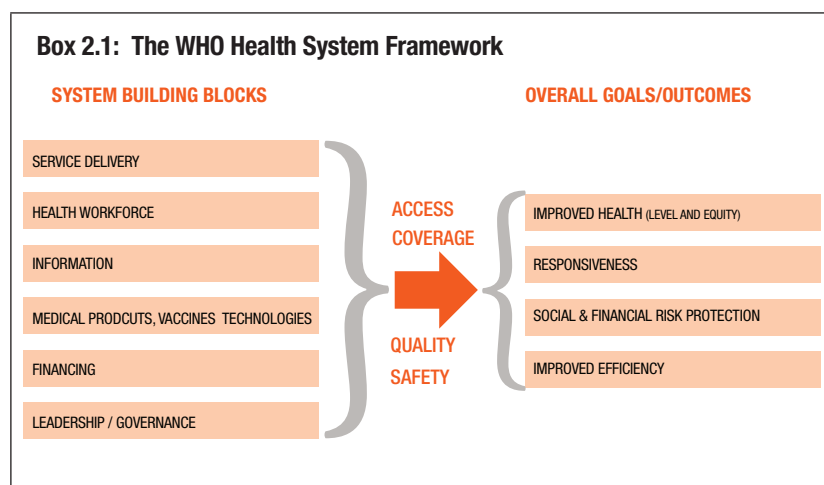 Box 2.1: The WHO Health System Framework
SYSTEM BUILDING BLOCKS
OVERALL GOALS/OUTCOMES
SERVICE DELIVERY
HEALTH WORKFORCE
INFORMATION
MEDICAL PRODCUTS, VACCINES TECHNOLOGIES
FINANCING
LEADERSHIP / GOVERNANCE
ACCESS
COVERAGE
QUALITY
SAFETY
IMPROVED HEALTH (LEVEL AND EQUITY)
RESPONSIVENESS
SOCIAL & FINANCIAL RISK PROTECTION
IMPROVED EFFICIENCY